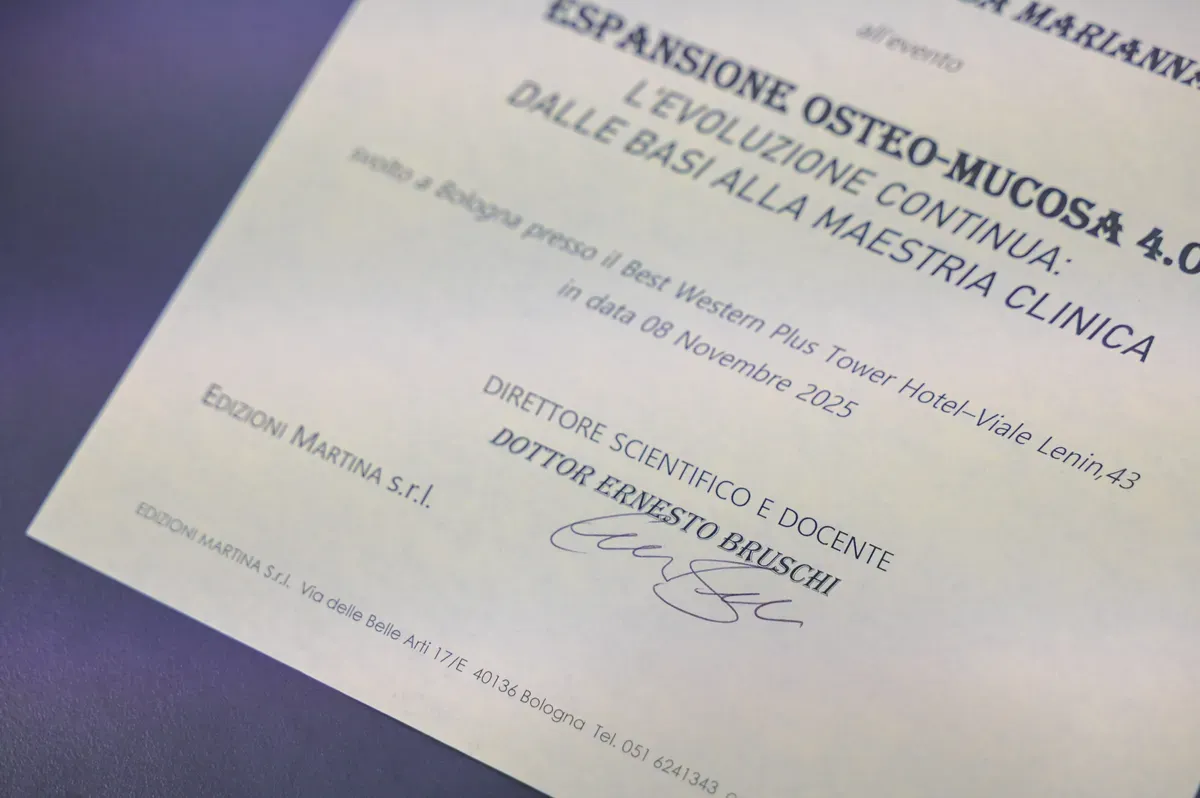 MARIANNA
all'evento
ESPANSIONE OSTEO-MUCOSA 4.0
L'EVOLUZIONE CONTINUA:
DALLE BASI ALLA MAESTRIA CLINICA
svolto a Bologna presso il Best Western Plus Tower Hotel–Viale Lenin,43
in data 08 Novembre 2025
DIRETTORE SCIENTIFICO E DOCENTE
DOTTOR ERNESTO BRUSCHI
EDIZIONI MARTINA s.r.l.
EDIZIONI MARTINA S.r.l. Via delle Belle Arti 17/E 40136 Bologna Tel. 051 6241343